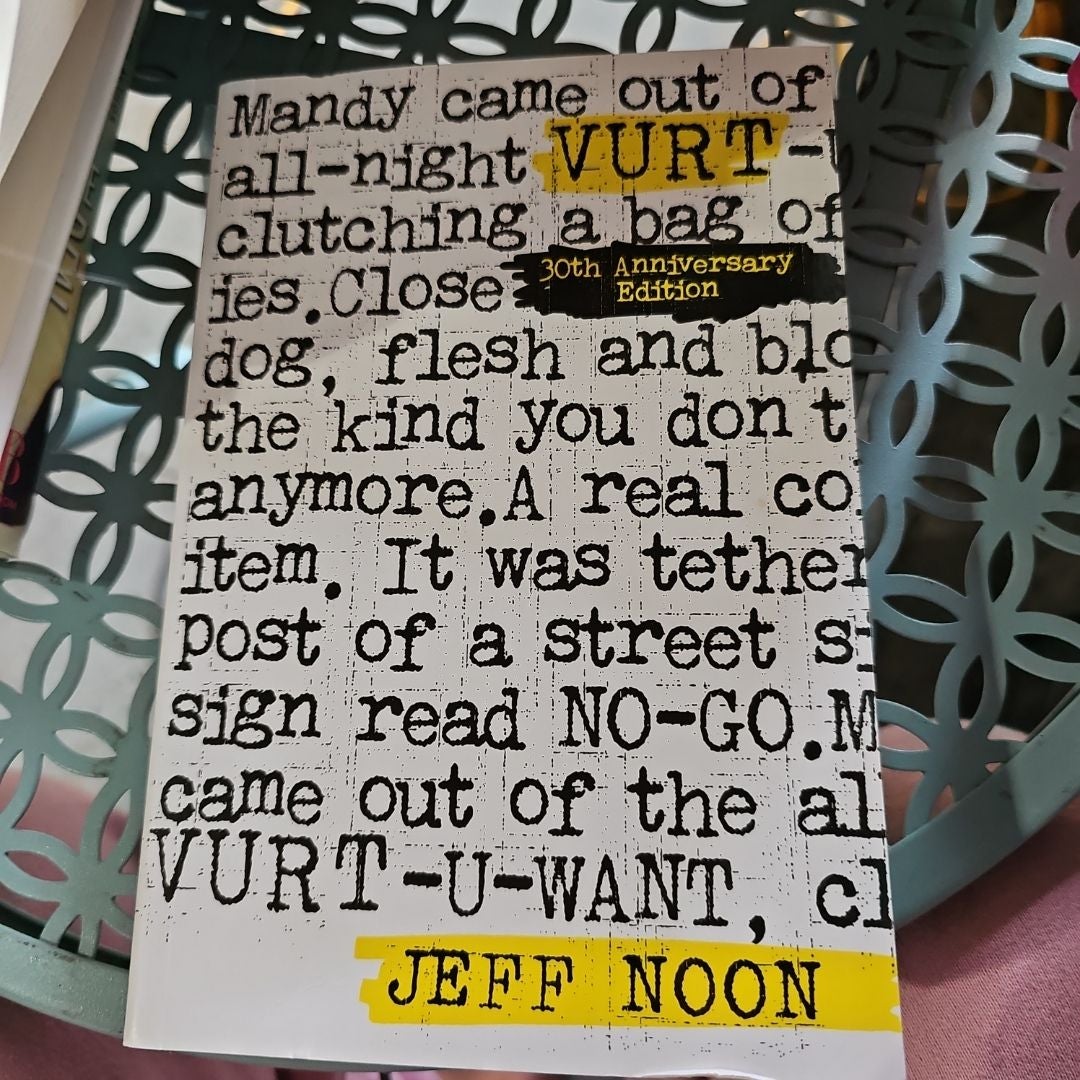 Mandy came out of
all-night VURT-
clutching a bag of
ies. Close
30th Anniversary
Edition
dog, flesh and blo
the kind you don t
anymore. A real co
item. It was tether
post of a street s
sign read NO-GO. M
came out of the al
VURT-U-WANT, cl
JEFF NOON